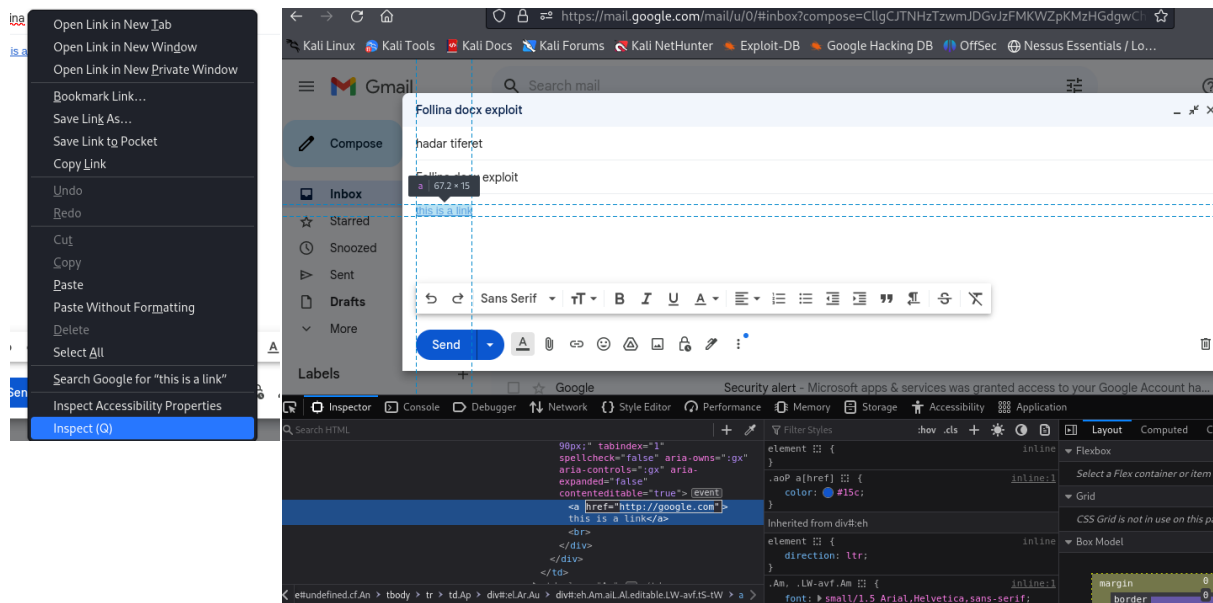 ina
is a
A
Sen
Open Link in New Tab
Open Link in New Window
Open Link in New Private Window
Bookmark Link...
Save Link As...
Save Link to Pocket
Copy Link
Undo
Redo
Cut
Copy
Paste
Paste Without Formatting
Delete
Select All
Search Google for “this is a link”
Inspect Accessibility Properties
Inspect (Q)
https://mail.google.com/mail/u/0/#inbox?compose=CllgCJTNHzTzwmJDGvJzFMKWZpKMzHGdgwCh
Kali Linux Kali Tools Kali Docs Kali Forums Kali NetHunter Exploit-DB Google Hacking DB OffSec Nessus Essentials / Lo...
Gmail Search mail
Follina docx exploit
Compose hadar tiferet
Follina docx exploit
a 67.2 × 15
Inbox
this is a link
Starred
Snoozed
Sent
Drafts Sans Serif
More
Send
Labels
Google Security alert - Microsoft apps & services was granted access to your Google Account ha...
Inspector Console Debugger Network Style Editor Performance Memory Storage Accessibility Application
Search HTML Filter Styles :hov .cls Layout Computed C
90px;" tabindex="1"
spellcheck="false" aria-owns=":gx"
aria-controls=":gx" aria-
expanded="false"
contenteditable="true"> event
<a href="http://google.com">
this is a link</a>
<br>
</div>
</div>
</td>
e#undefined.cf.An tbody tr td.Ap div#:el.Ar.Au div#:eh.Am.aiL.Al.editable.LW-avf.tS-tW a
element { inline
}
.aoP a[href] { inline:1
color: #15c;
}
Inherited from div#:eh
element { inline
direction: ltr;
}
.Am, .LW-avf.Am { inline:1
font: small/1.5 Arial,Helvetica,sans-serif;
Flexbox
Select a Flex container or item
Grid
CSS Grid is not in use on this pa
Box Model
margin 0
border 0